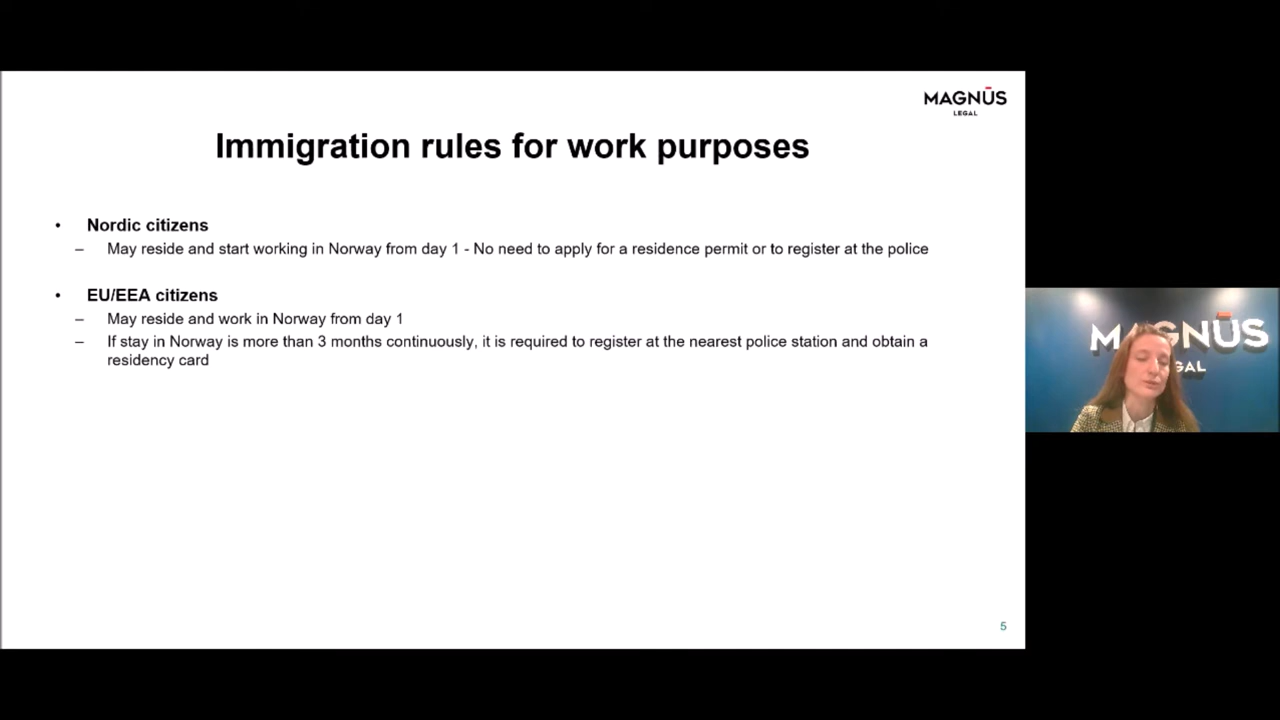 MAGNŪS
LEGAL
Immigration rules for work purposes
• Nordic citizens
– May reside and start working in Norway from day 1 - No need to apply for a residence permit or to register at the police
• EU/EEA citizens
– May reside and work in Norway from day 1
– If stay in Norway is more than 3 months continuously, it is required to register at the nearest police station and obtain a
residency card
5
M GNŪS
GAL